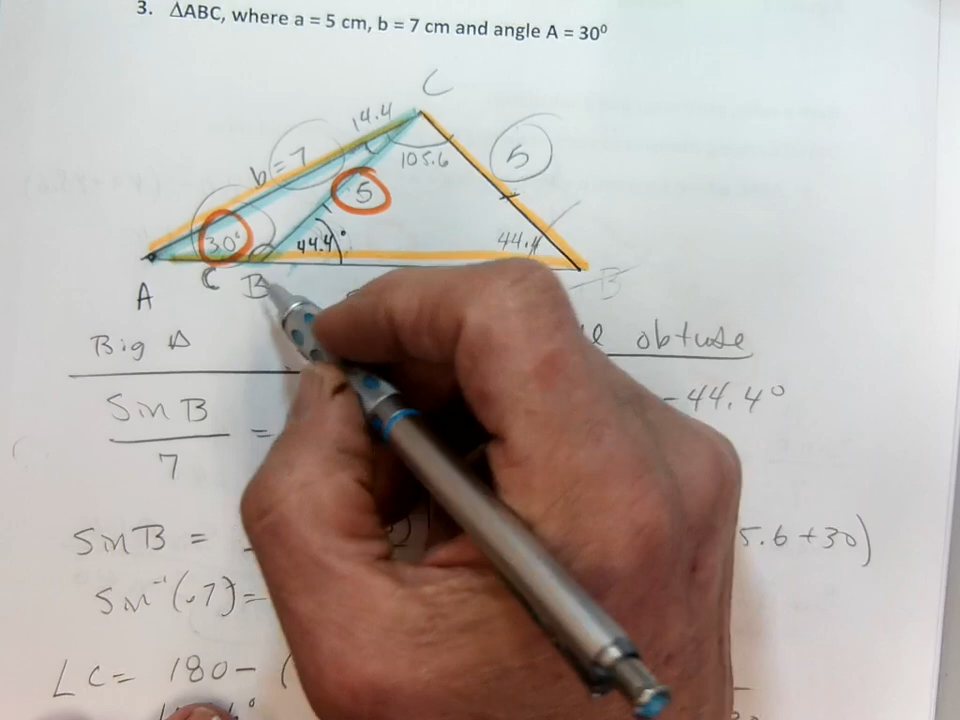 3. ΔABC, where a = 5 cm, b = 7 cm and angle A = 30⁰
C
14.4
b = 7
105.6
5
5
30°
44.4°
44.4
A
C
B
B
Big Δ
obtuse
Sin B
-44.4°
7
=
Sin B =
5.6 + 30)
Sin⁻¹(.7) =
∠C = 180 - (